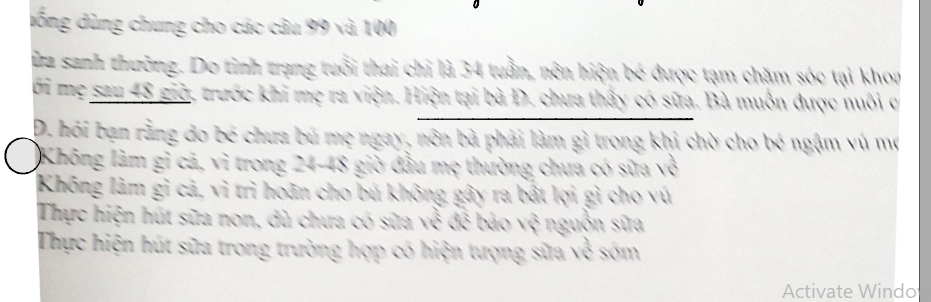 uống dùng chung cho các câu 99 và 100
ừa sanh thường. Do tình trạng tuổi thai chỉ là 34 tuần, nên hiện bé được tạm chăm sóc tại khoa
ới mẹ sau 48 giờ, trước khi mẹ ra viện. Hiện tại bà Đ. chưa thấy có sữa. Bà muốn được nuôi c
Đ. hỏi bạn rằng do bé chưa bú mẹ ngay, nên bà phải làm gì trong khi chờ cho bé ngậm vú mẹ
Không làm gì cả, vì trong 24-48 giờ đầu mẹ thường chưa có sữa về
Không làm gì cả, vì trì hoãn cho bú không gây ra bất lợi gì cho vú
Thực hiện hút sữa non, dù chưa có sữa về để bảo vệ nguồn sữa
Thực hiện hút sữa trong trường hợp có hiện tượng sữa về sớm
Activate Windo